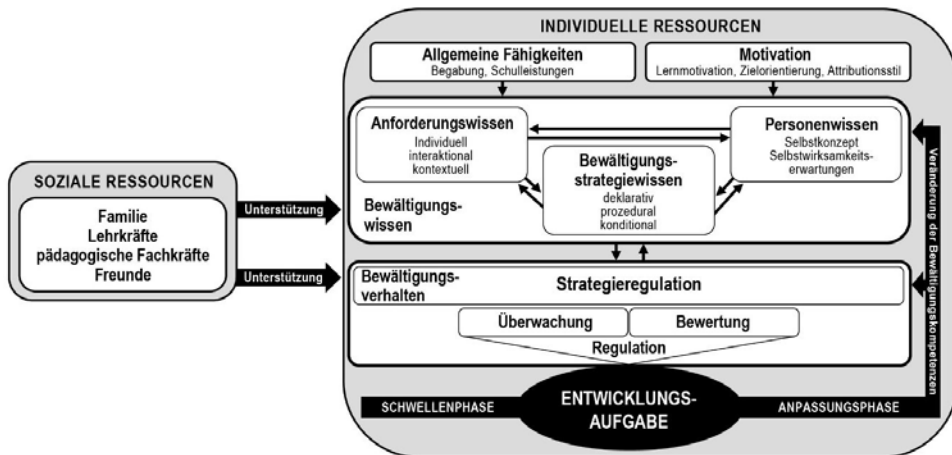 INDIVIDUELLE RESSOURCEN
Allgemeine Fähigkeiten
Begabung, Schulleistungen
Motivation
Lernmotivation, Zielorientierung, Attributionsstil
Anforderungswissen
Individuell
interaktional
kontextuell
Personenwissen
Selbstkonzept
Selbstwirksamkeits-
erwartungen
Bewältigungs-
strategiewissen
deklarativ
prozedural
konditional
Bewältigungs-
wissen
SOZIALE RESSOURCEN
Familie
Lehrkräfte
pädagogische Fachkräfte
Freunde
Unterstützung
Unterstützung
Bewältigungs-
verhalten
Strategieregulation
Überwachung
Bewertung
Regulation
SCHWELLENPHASE
ENTWICKLUNGS-
AUFGABE
ANPASSUNGSPHASE
Veränderung der Bewältigungskompetenzen